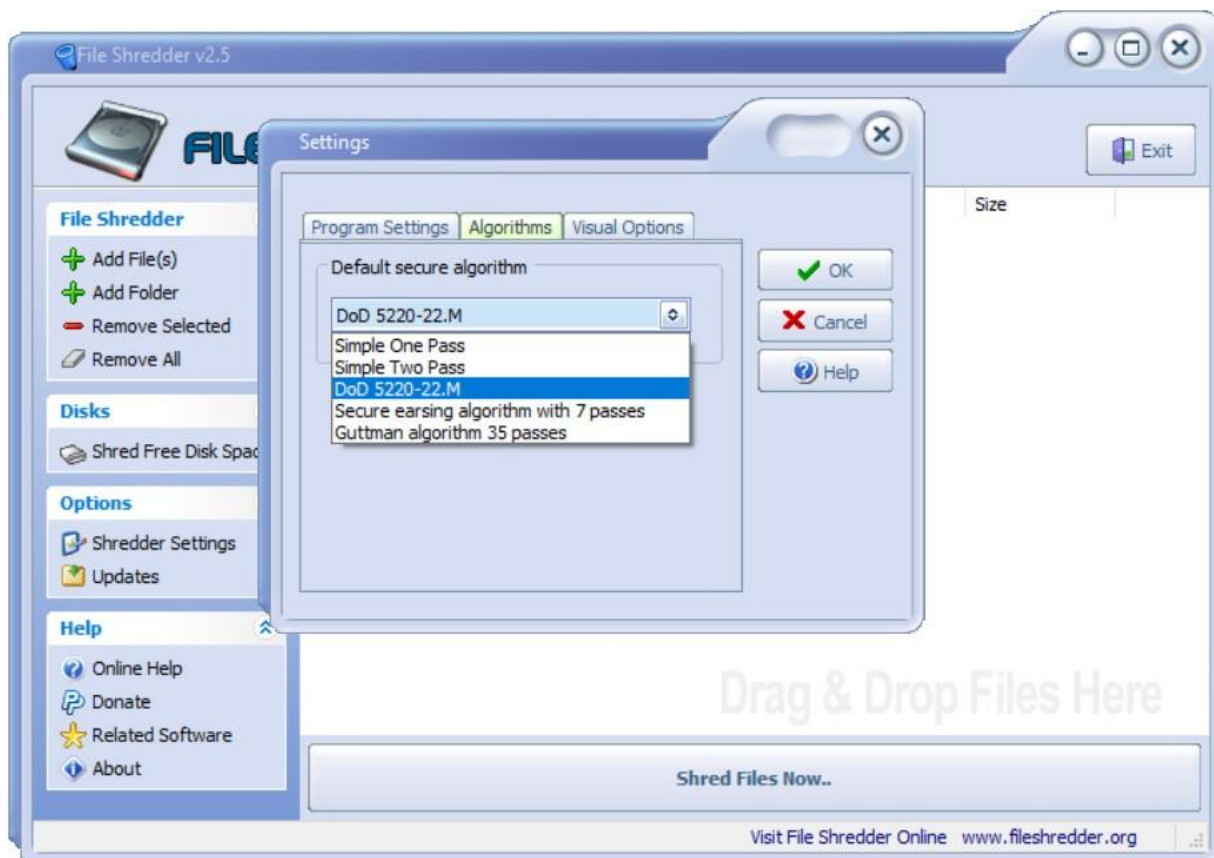 File Shredder v2.5
FILE
Exit
File Shredder
Add File(s)
Add Folder
Remove Selected
Remove All
Disks
Shred Free Disk Spac
Options
Shredder Settings
Updates
Help
Online Help
Donate
Related Software
About
Settings
Program Settings Algorithms Visual Options
Default secure algorithm
DoD 5220-22.M
Simple One Pass
Simple Two Pass
DoD 5220-22.M
Secure earsing algorithm with 7 passes
Guttman algorithm 35 passes
OK
Cancel
Help
Size
Drag & Drop Files Here
Shred Files Now..
Visit File Shredder Online www.fileshredder.org